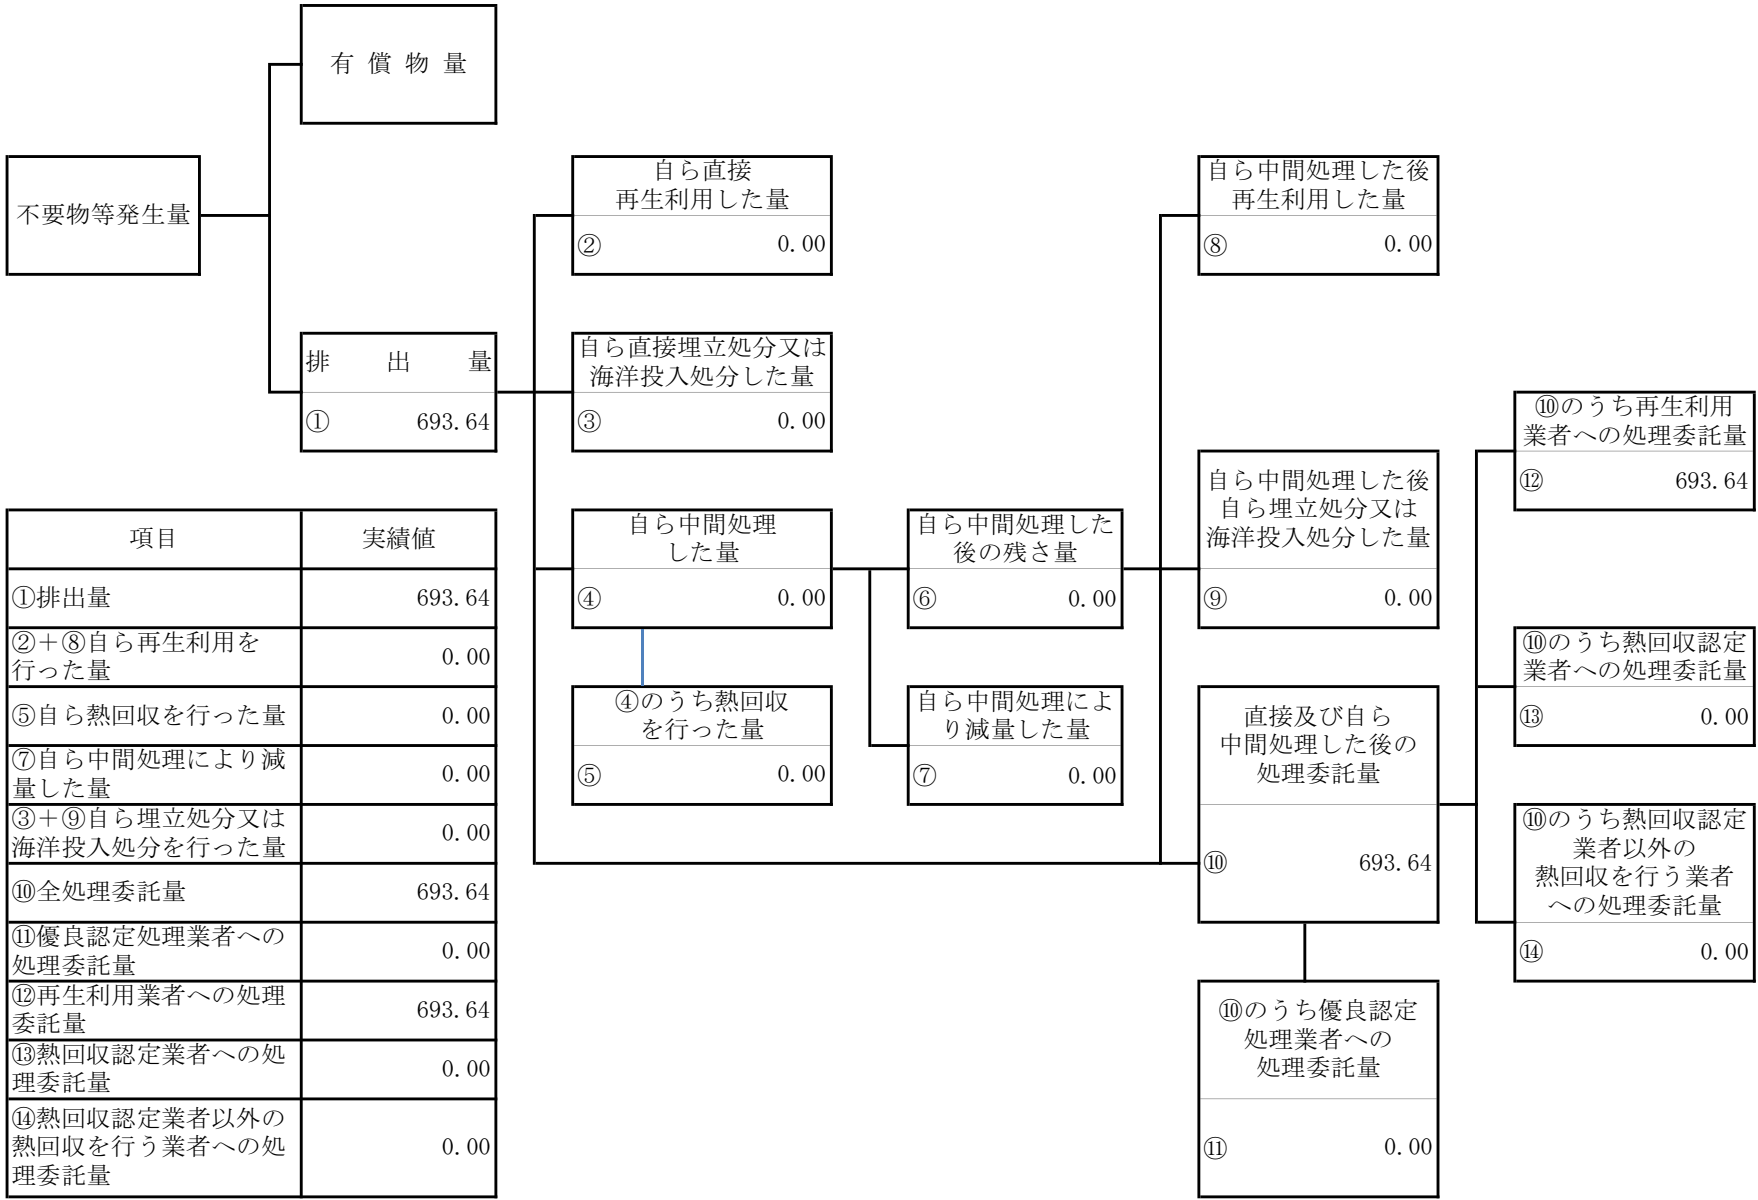 有償物量
不要物等発生量
自ら直接
再生利用した量
② 0.00
自ら中間処理した後
再生利用した量
⑧ 0.00
排出量
① 693.64
自ら直接埋立処分又は
海洋投入処分した量
③ 0.00
⑩のうち再生利用
業者への処理委託量
⑫ 693.64
自ら中間処理した後
自ら埋立処分又は
海洋投入処分した量
⑨ 0.00
自ら中間処理
した量
④ 0.00
自ら中間処理した
後の残さ量
⑥ 0.00
⑩のうち熱回収認定
業者への処理委託量
⑬ 0.00
④のうち熱回収
を行った量
⑤ 0.00
自ら中間処理によ
り減量した量
⑦ 0.00
直接及び自ら
中間処理した後の
処理委託量
⑩ 693.64
⑩のうち熱回収認定
業者以外の
熱回収を行う業者
への処理委託量
⑭ 0.00
⑩のうち優良認定
処理業者への
処理委託量
⑪ 0.00
項目 実績値
①排出量 693.64
②＋⑧自ら再生利用を
行った量 0.00
⑤自ら熱回収を行った量 0.00
⑦自ら中間処理により減
量した量 0.00
③＋⑨自ら埋立処分又は
海洋投入処分を行った量 0.00
⑩全処理委託量 693.64
⑪優良認定処理業者への
処理委託量 0.00
⑫再生利用業者への処理
委託量 693.64
⑬熱回収認定業者への処
理委託量 0.00
⑭熱回収認定業者以外の
熱回収を行う業者への処
理委託量 0.00